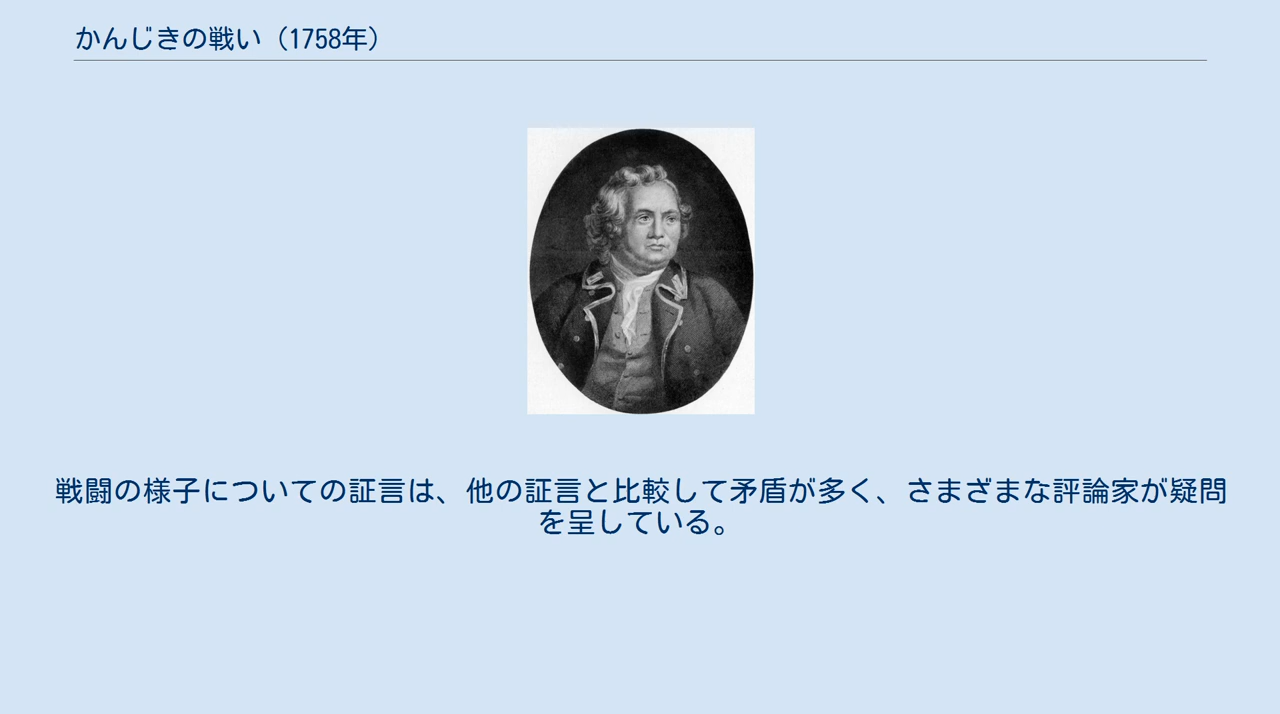 かんじきの戦い（1758年）
戦闘の様子についての証言は、他の証言と比較して矛盾が多く、さまざまな評論家が疑問
を呈している。